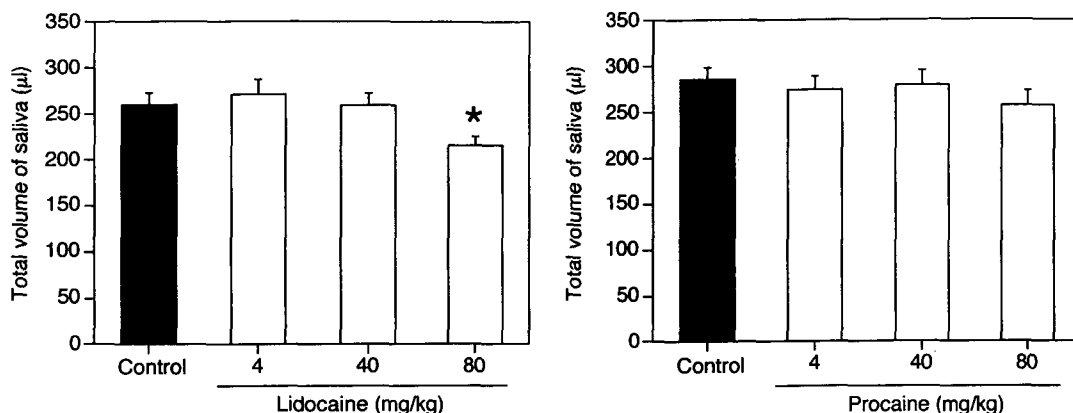 Total volume of saliva (μl)
350
300
250
200
150
100
50
0
*
Control 4 40 80
Lidocaine (mg/kg)
Total volume of saliva (μl)
350
300
250
200
150
100
50
0
Control 4 40 80
Procaine (mg/kg)